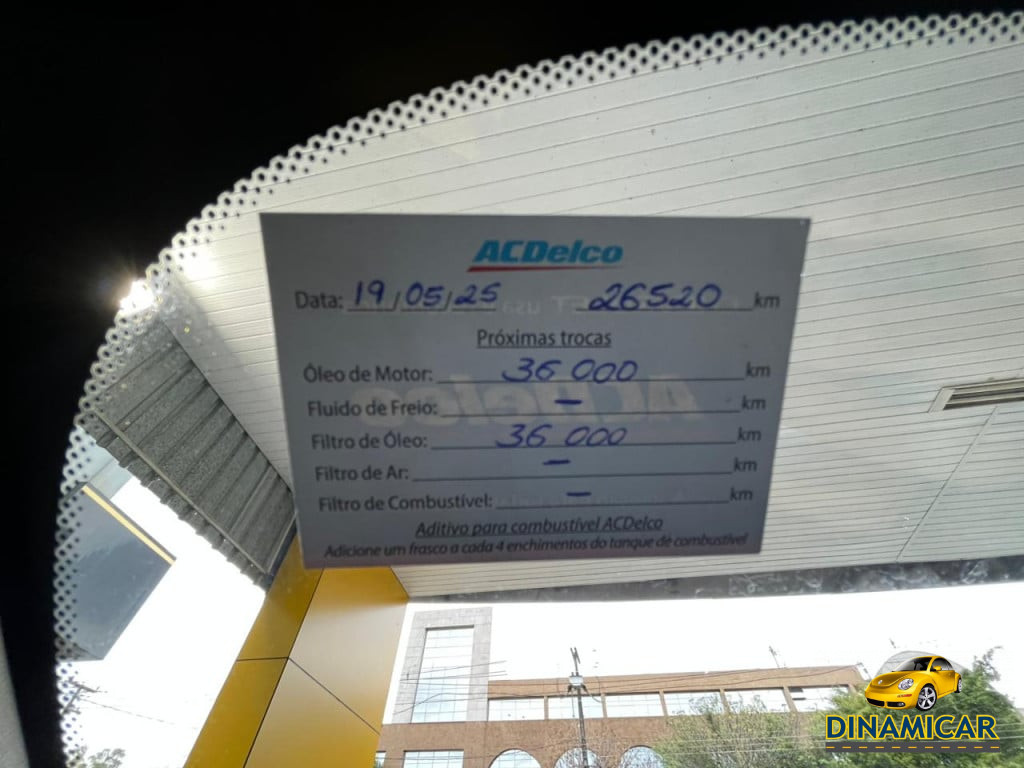 ACDelco
Data: 19/05/25 26520 km
Próximas trocas
Óleo de Motor: 36 000 km
Fluido de Freio: — km
Filtro de Óleo: 36 000 km
Filtro de Ar: — km
Filtro de Combustível: — km
Aditivo para combustível ACDelco
Adicione um frasco a cada 4 enchimentos do tanque de combustível
DINAMICAR